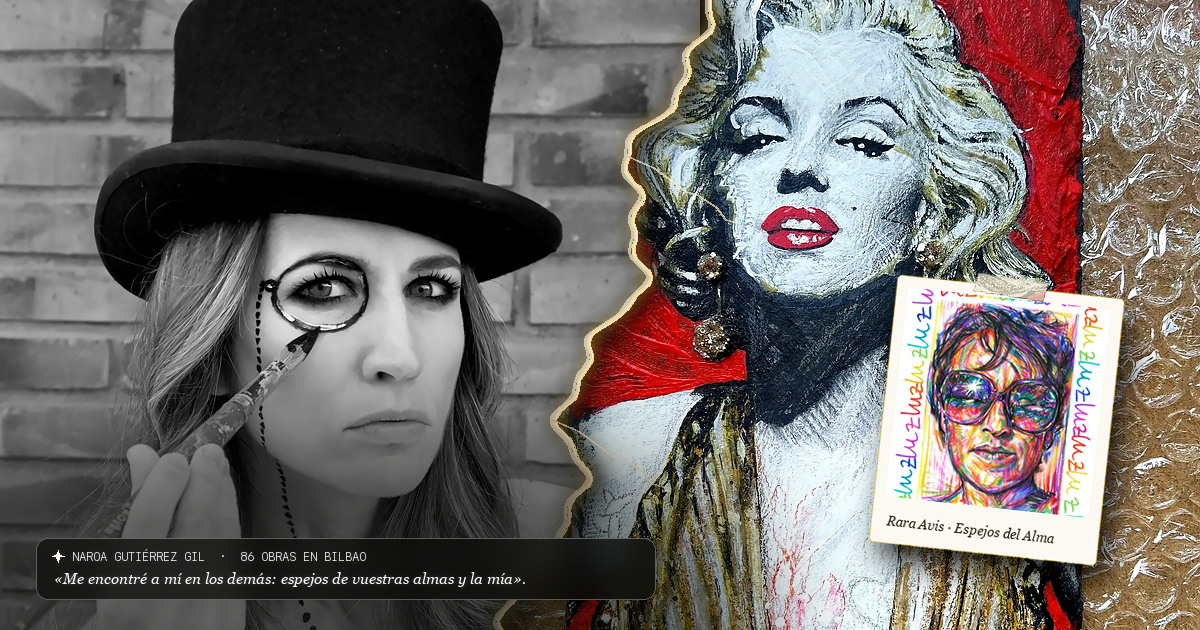 NAROA GUTIÉRREZ GIL · 86 OBRAS EN BILBAO
«Me encontré a mí en los demás: espejos de vuestras almas y la mía».
Rara Avis · Espejos del Alma